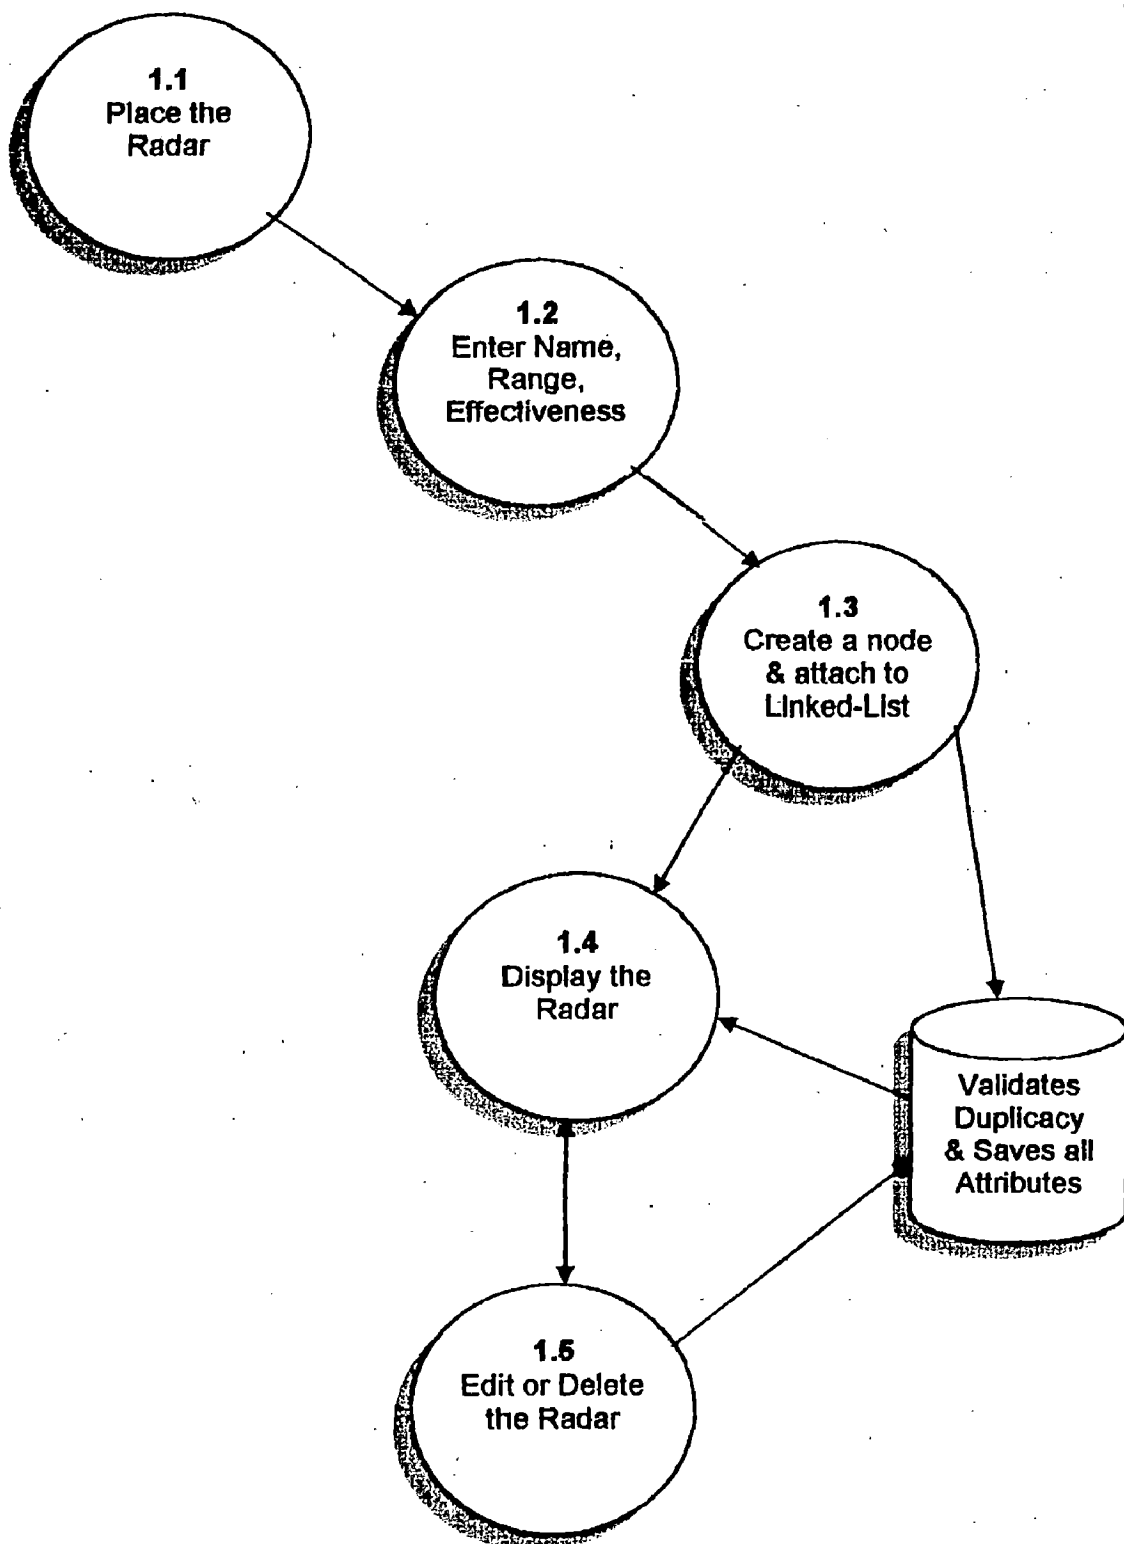 1.1
Place the
Radar
1.2
Enter Name,
Range,
Effectiveness
1.3
Create a node
& attach to
Linked-List
1.4
Display the
Radar
Validates
Duplicacy
& Saves all
Attributes
1.5
Edit or Delete
the Radar